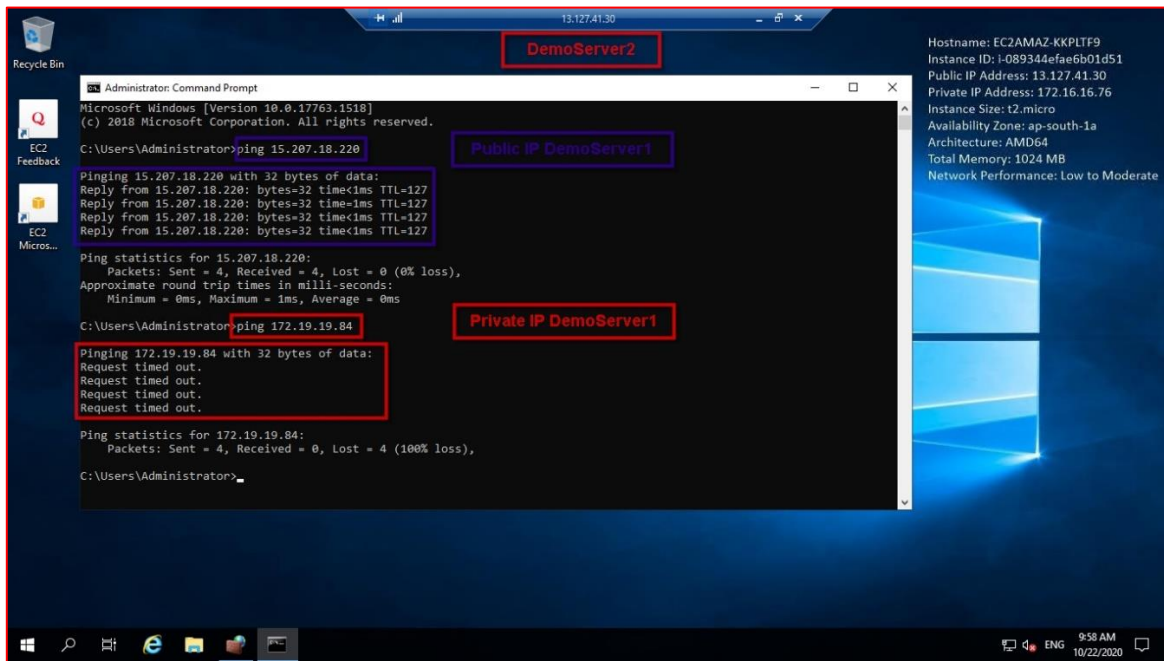 13.127.41.30
DemoServer2
Recycle Bin
EC2
Feedback
EC2
Micros...
Hostname: EC2AMAZ-KKPLTF9
Instance ID: i-089344efae6b01d51
Public IP Address: 13.127.41.30
Private IP Address: 172.16.16.76
Instance Size: t2.micro
Availability Zone: ap-south-1a
Architecture: AMD64
Total Memory: 1024 MB
Network Performance: Low to Moderate
Administrator: Command Prompt
Microsoft Windows [Version 10.0.17763.1518]
(c) 2018 Microsoft Corporation. All rights reserved.
C:\Users\Administrator>ping 15.207.18.220
Public IP DemoServer1
Pinging 15.207.18.220 with 32 bytes of data:
Reply from 15.207.18.220: bytes=32 time<1ms TTL=127
Reply from 15.207.18.220: bytes=32 time=1ms TTL=127
Reply from 15.207.18.220: bytes=32 time<1ms TTL=127
Reply from 15.207.18.220: bytes=32 time<1ms TTL=127
Ping statistics for 15.207.18.220:
Packets: Sent = 4, Received = 4, Lost = 0 (0% loss),
Approximate round trip times in milli-seconds:
Minimum = 0ms, Maximum = 1ms, Average = 0ms
C:\Users\Administrator>ping 172.19.19.84
Private IP DemoServer1
Pinging 172.19.19.84 with 32 bytes of data:
Request timed out.
Request timed out.
Request timed out.
Request timed out.
Ping statistics for 172.19.19.84:
Packets: Sent = 4, Received = 0, Lost = 4 (100% loss),
C:\Users\Administrator>
ENG
9:58 AM
10/22/2020